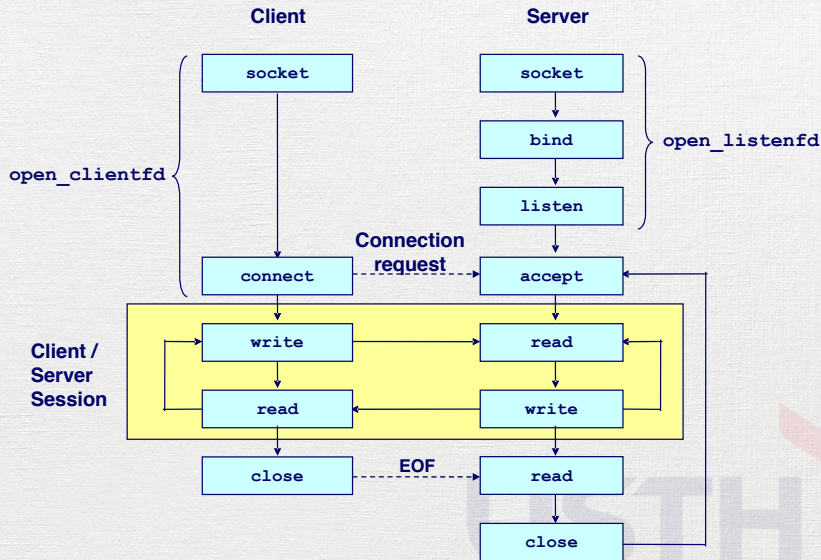 Client
Server
socket
socket
bind
open_listenfd
open_clientfd
listen
Connection
request
connect
accept
Client /
Server
Session
write
read
read
write
EOF
close
read
close
USTH